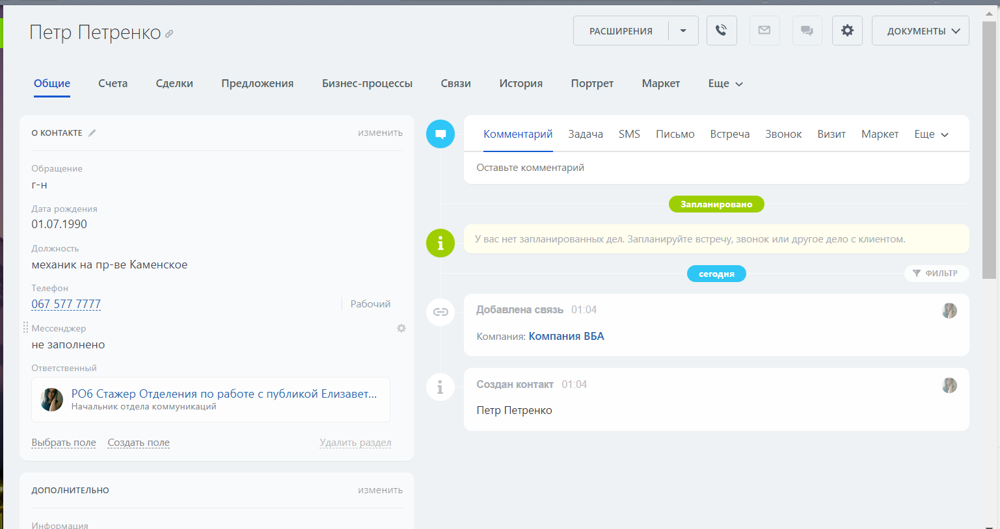 Петр Петренко
РАСШИРЕНИЯ
ДОКУМЕНТЫ
Общие Счета Сделки Предложения Бизнес-процессы Связи История Портрет Маркет Еще
О КОНТАКТЕ изменить
Обращение
г-н
Дата рождения
01.07.1990
Должность
механик на пр-ве Каменское
Телефон
067 577 7777 Рабочий
Мессенджер
не заполнено
Ответственный
РО6 Стажер Отделения по работе с публикой Елизавет...
Начальник отдела коммуникаций
Выбрать поле Создать поле Удалить раздел
ДОПОЛНИТЕЛЬНО изменить
Информация
Комментарий Задача SMS Письмо Встреча Звонок Визит Маркет Еще
Оставьте комментарий
Запланировано
У вас нет запланированных дел. Запланируйте встречу, звонок или другое дело с клиентом.
сегодня
ФИЛЬТР
Добавлена связь 01:04
Компания: Компания ВБА
Создан контакт 01:04
Петр Петренко